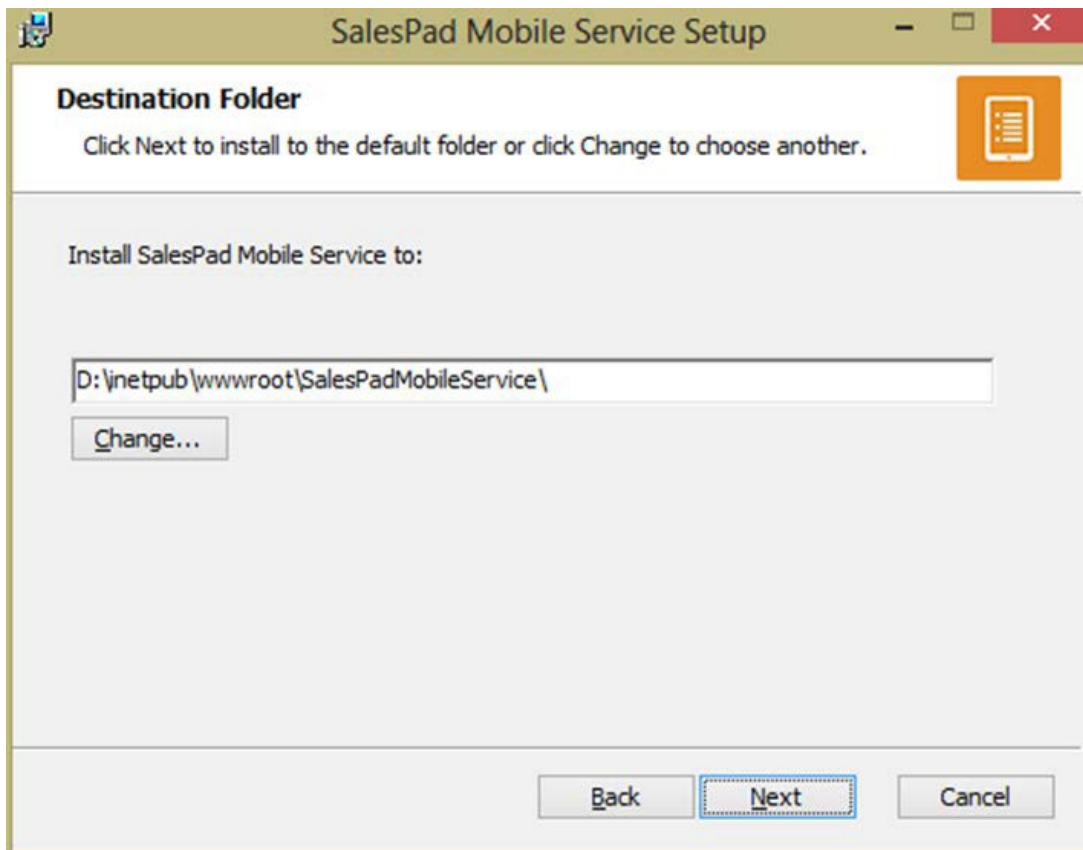 SalesPad Mobile Service Setup
Destination Folder
Click Next to install to the default folder or click Change to choose another.
Install SalesPad Mobile Service to:
D:\inetpub\wwwroot\SalesPadMobileService\
Change...
Back Next Cancel